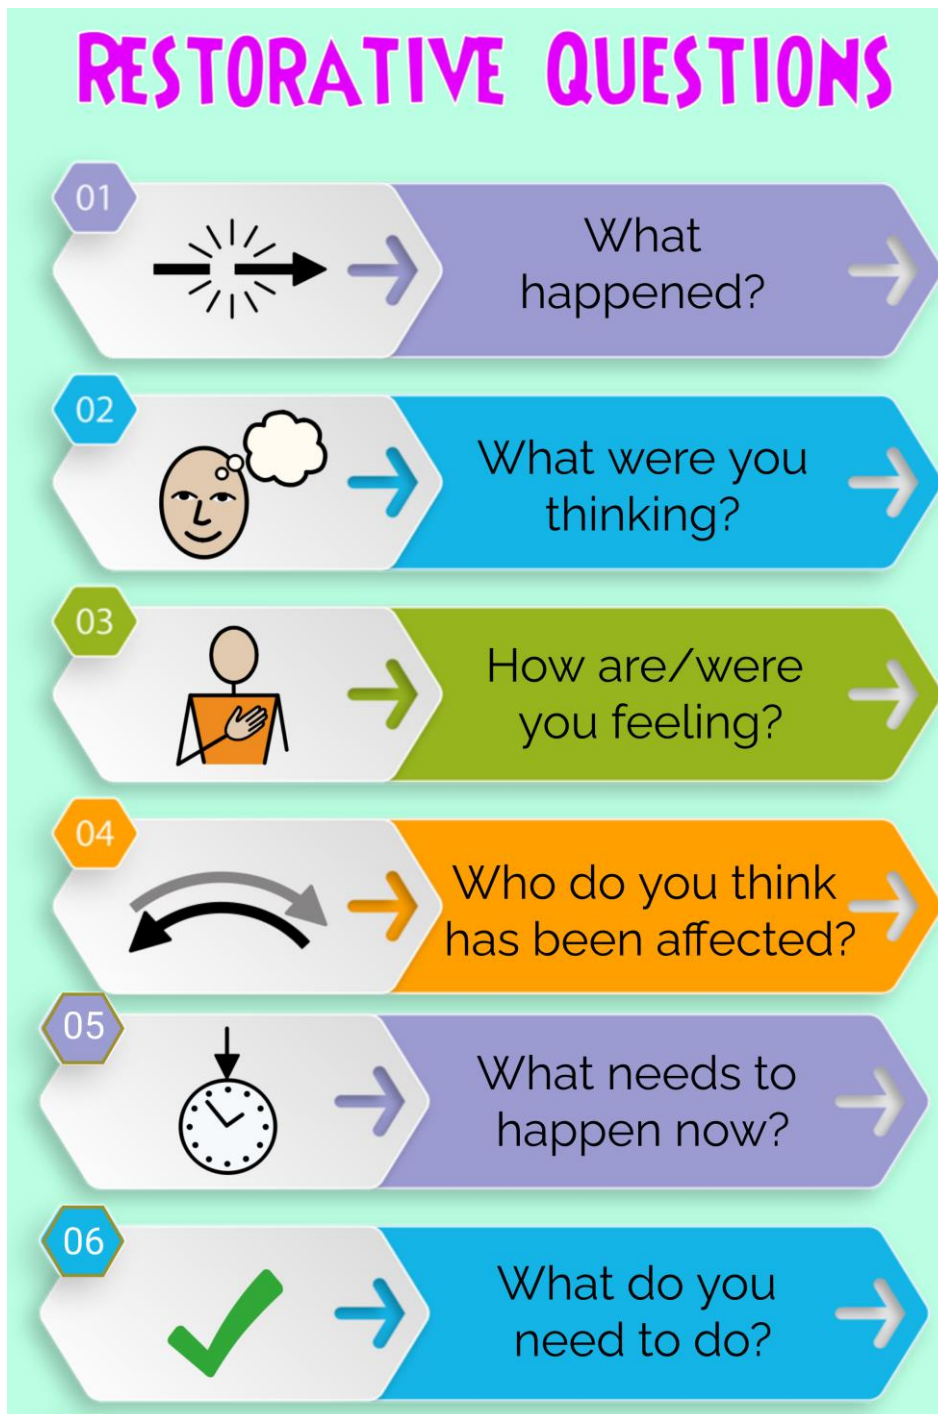 RESTORATIVE QUESTIONS
01
What
happened?
02
What were you
thinking?
03
How are/were
you feeling?
04
Who do you think
has been affected?
05
What needs to
happen now?
06
What do you
need to do?